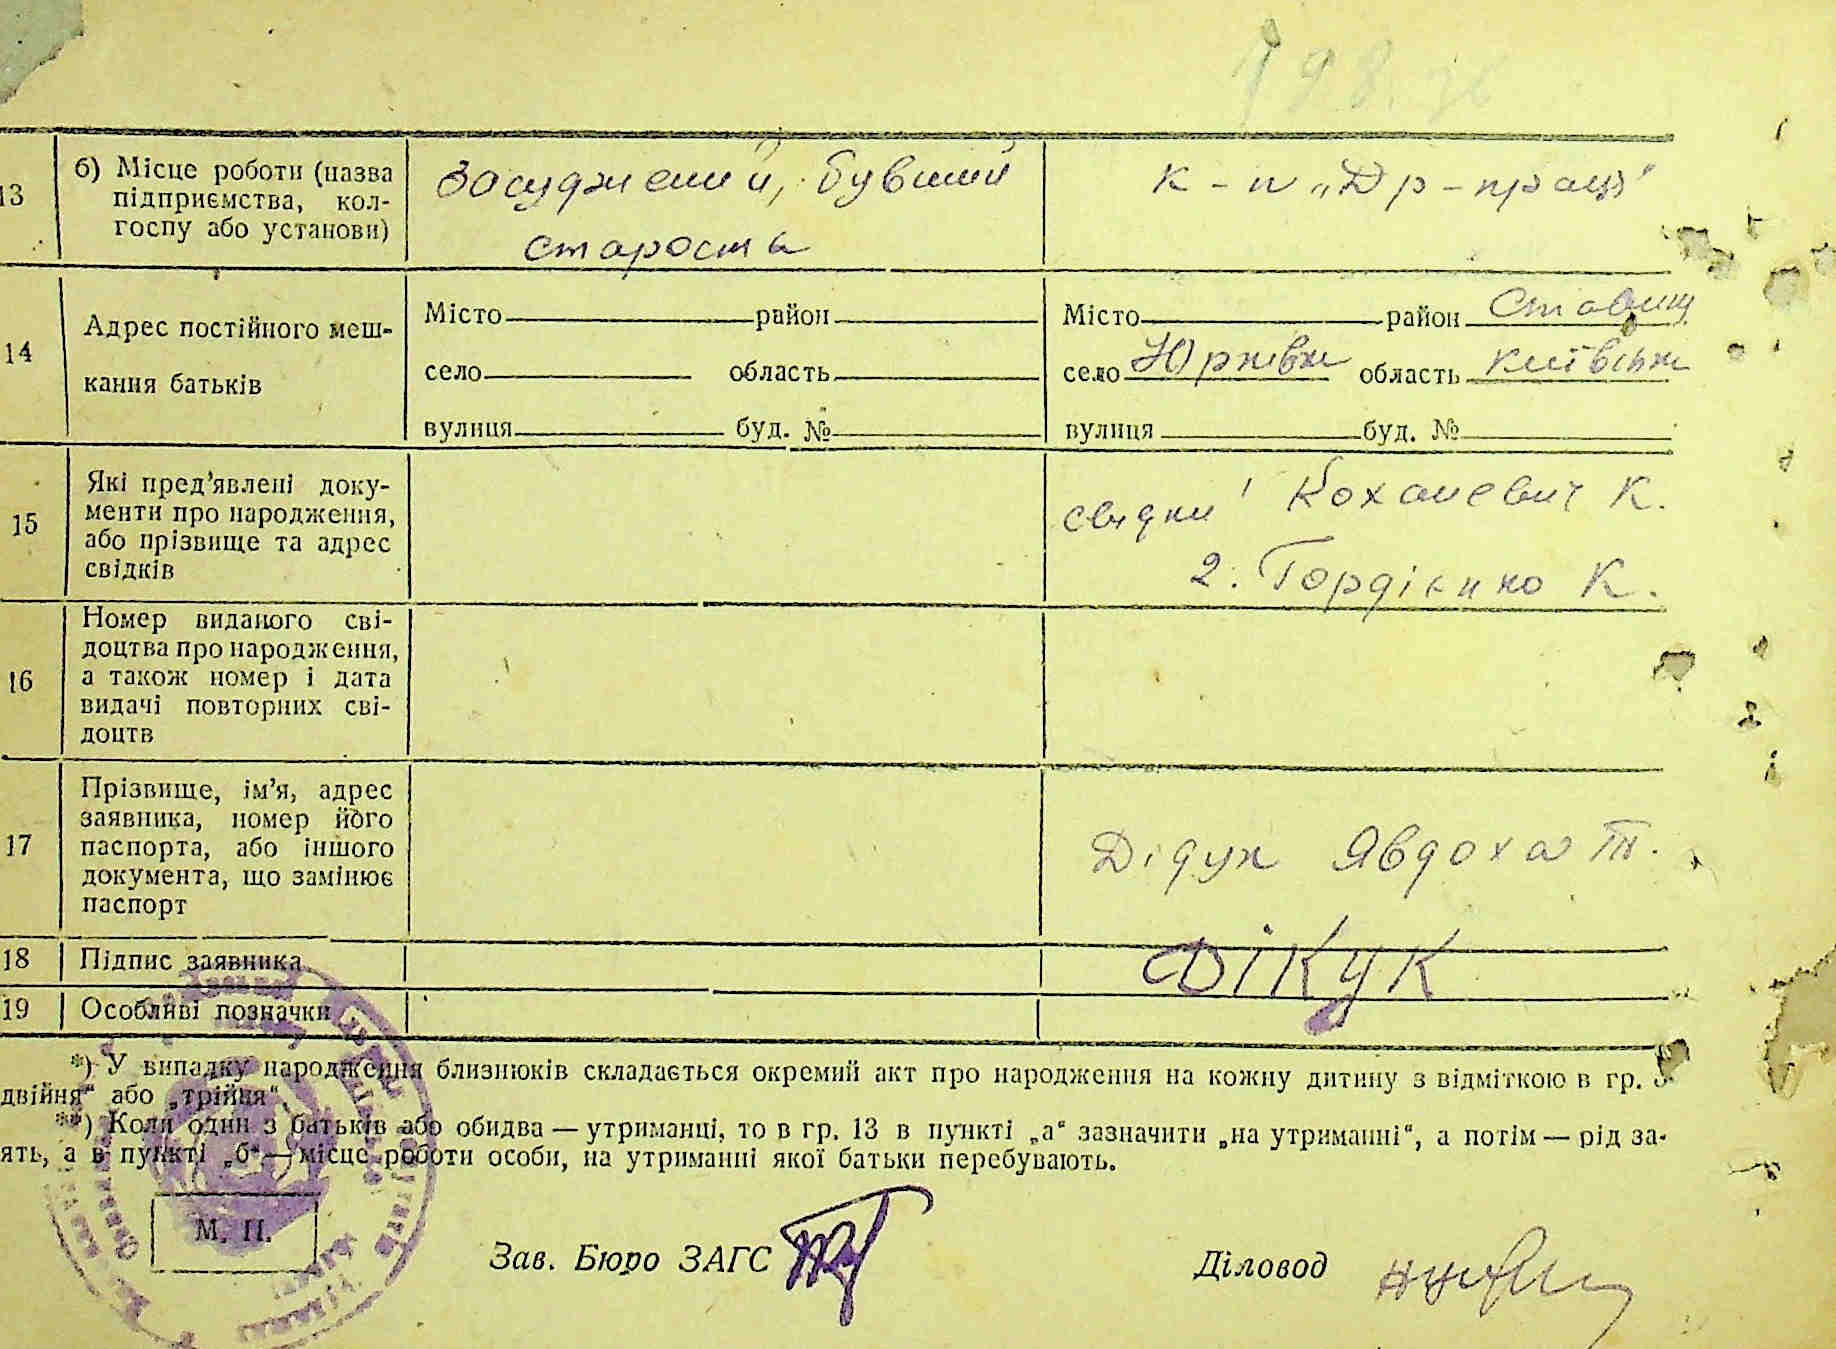 198
13
б) Місце роботи (назва
підприємства, кол-
госпу або установи)
Засуджений, бувший
староста
к-п „Др-праці"
14
Адрес постійного меш-
кання батьків
Місто район
село область
вулиця буд. №
Місто район Ставищ
село Юрківк область Київськ
вулиця буд. №
15
Які пред'явлені доку-
менти про народження,
або прізвище та адрес
свідків
свідки 1 Коханевич К.
2. Гордієнко К.
16
Номер виданого сві-
доцтва про народження,
а також номер і дата
видачі повторних сві-
доцтв
17
Прізвище, ім'я, адрес
заявника, номер його
паспорта, або іншого
документа, що замінює
паспорт
Дідух Явдоха Т.
18
Підпис заявника
ДіКуК
19
Особливі позначки
*) У випадку народження близнюків складається окремий акт про народження на кожну дитину з відміткою в гр.
двійня“ або „трійня“.
**) Коли один з батьків або обидва — утриманці, то в гр. 13 в пункті „а“ зазначити „на утриманні“, а потім — рід за-
ять, а в пункті „б“ — місце роботи особи, на утриманні якої батьки перебувають.
М. П.
Зав. Бюро ЗАГС
Діловод